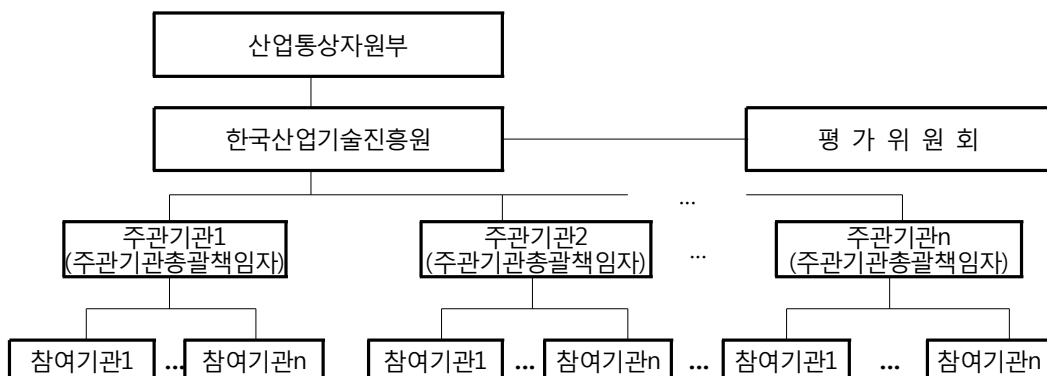 산업통상자원부
한국산업기술진흥원
평 가 위 원 회
...
주관기관1
(주관기관총괄책임자)
주관기관2
(주관기관총괄책임자)
...
주관기관n
(주관기관총괄책임자)
참여기관1
...
참여기관n
참여기관1
...
참여기관n
...
참여기관1
...
참여기관n